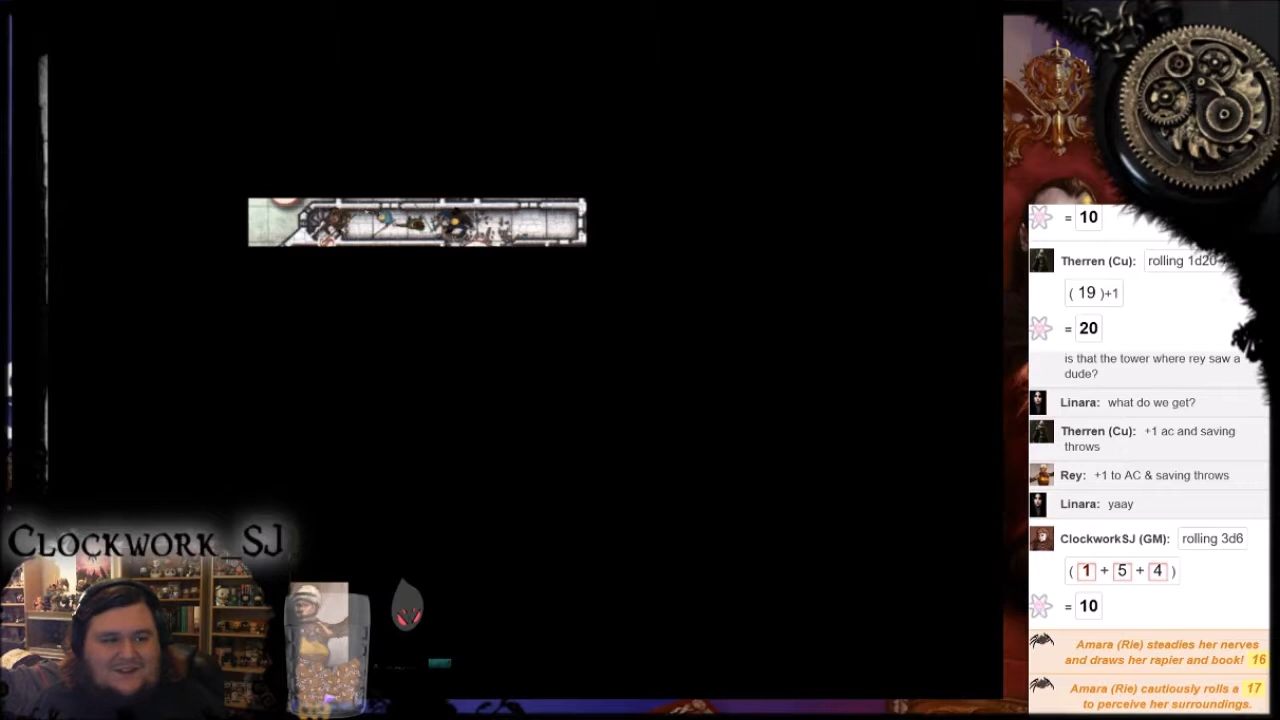 = 10
Therren (Cu): rolling 1d20
( 19 )+1
= 20
is that the tower where rey saw a
dude?
Linara: what do we get?
Therren (Cu): +1 ac and saving
throws
Rey: +1 to AC & saving throws
Linara: yaay
ClockworkSJ (GM): rolling 3d6
( 1 + 5 + 4 )
= 10
Amara (Rie) steadies her nerves
and draws her rapier and book! 16
Amara (Rie) cautiously rolls a 17
to perceive her surroundings.
Clockwork_SJ